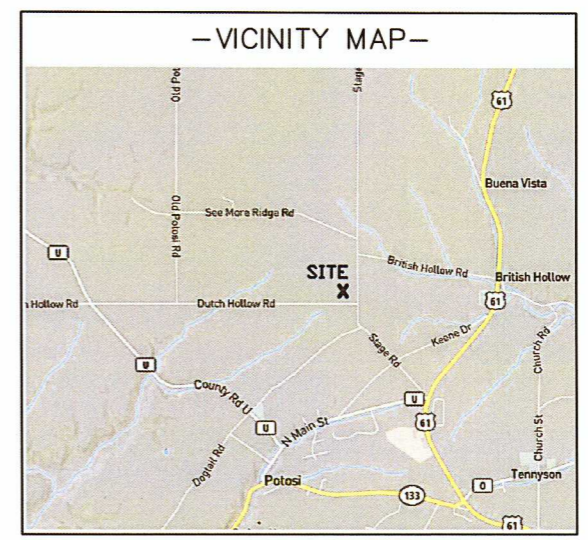 -VICINITY MAP-
Old Pot
Stage
61
Buena Vista
Old Potosi Rd
See More Ridge Rd
U
British Hollow Rd
SITE
X
British Hollow
n Hollow Rd
Dutch Hollow Rd
61
Stage Rd
Keene Dr
Church Rd
U
County Rd U
U
U
N Main St
61
Dogtail Rd
Church St
Potosi
Tennyson
O
133
61